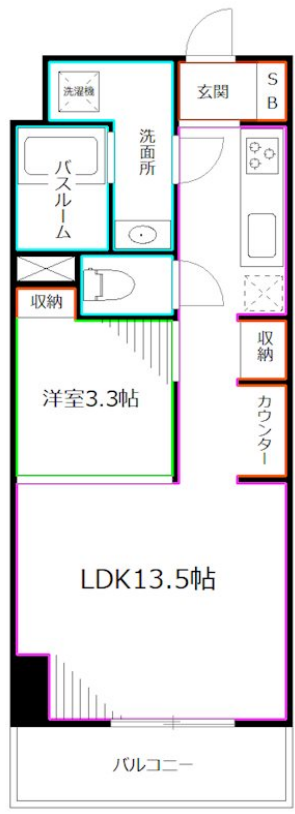 洗濯機
玄関
SB
洗面所
バスルーム
収納
収納
洋室3.3帖
カウンター
LDK13.5帖
バルコニー